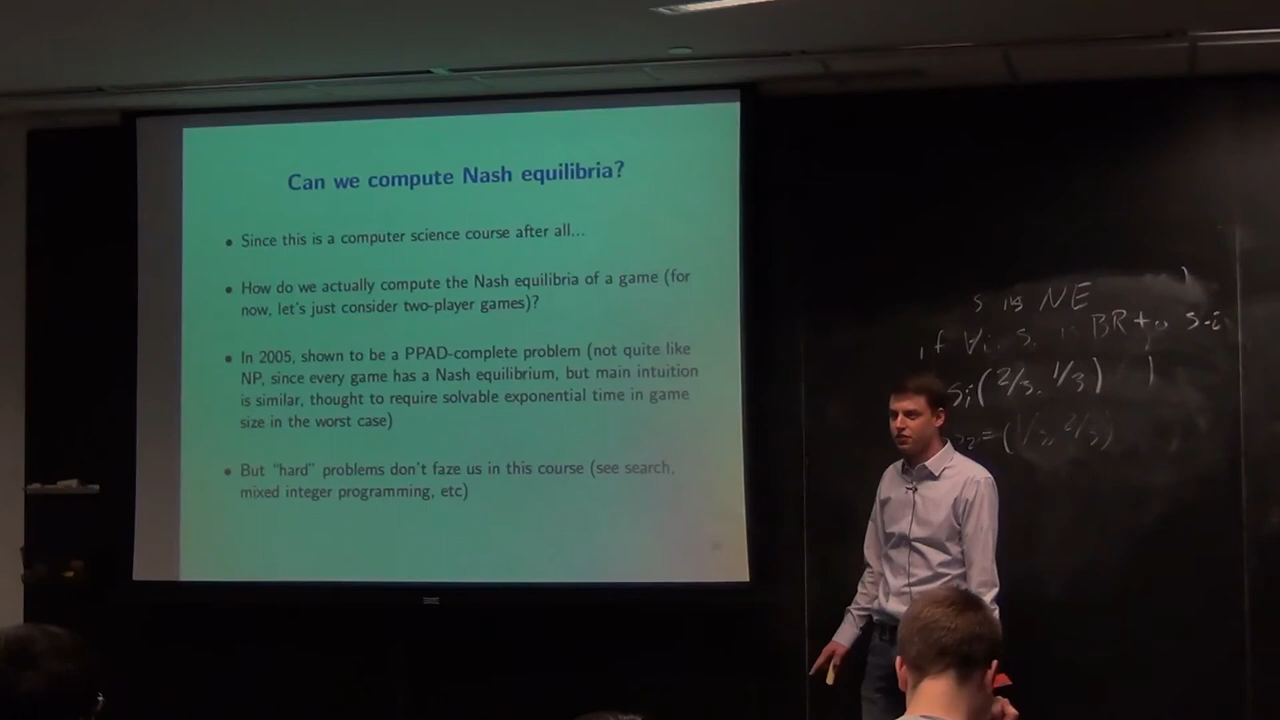 Can we compute Nash equilibria?
• Since this is a computer science course after all...
• How do we actually compute the Nash equilibria of a game (for
now, let's just consider two-player games)?
• In 2005, shown to be a PPAD-complete problem (not quite like
NP, since every game has a Nash equilibrium, but main intuition
is similar, thought to require solvable exponential time in game
size in the worst case)
• But "hard" problems don't faze us in this course (see search,
mixed integer programming, etc)
s is NE
if ∀i, BR to s-i
(2/3, 1/3)
= (1/3, 2/3)